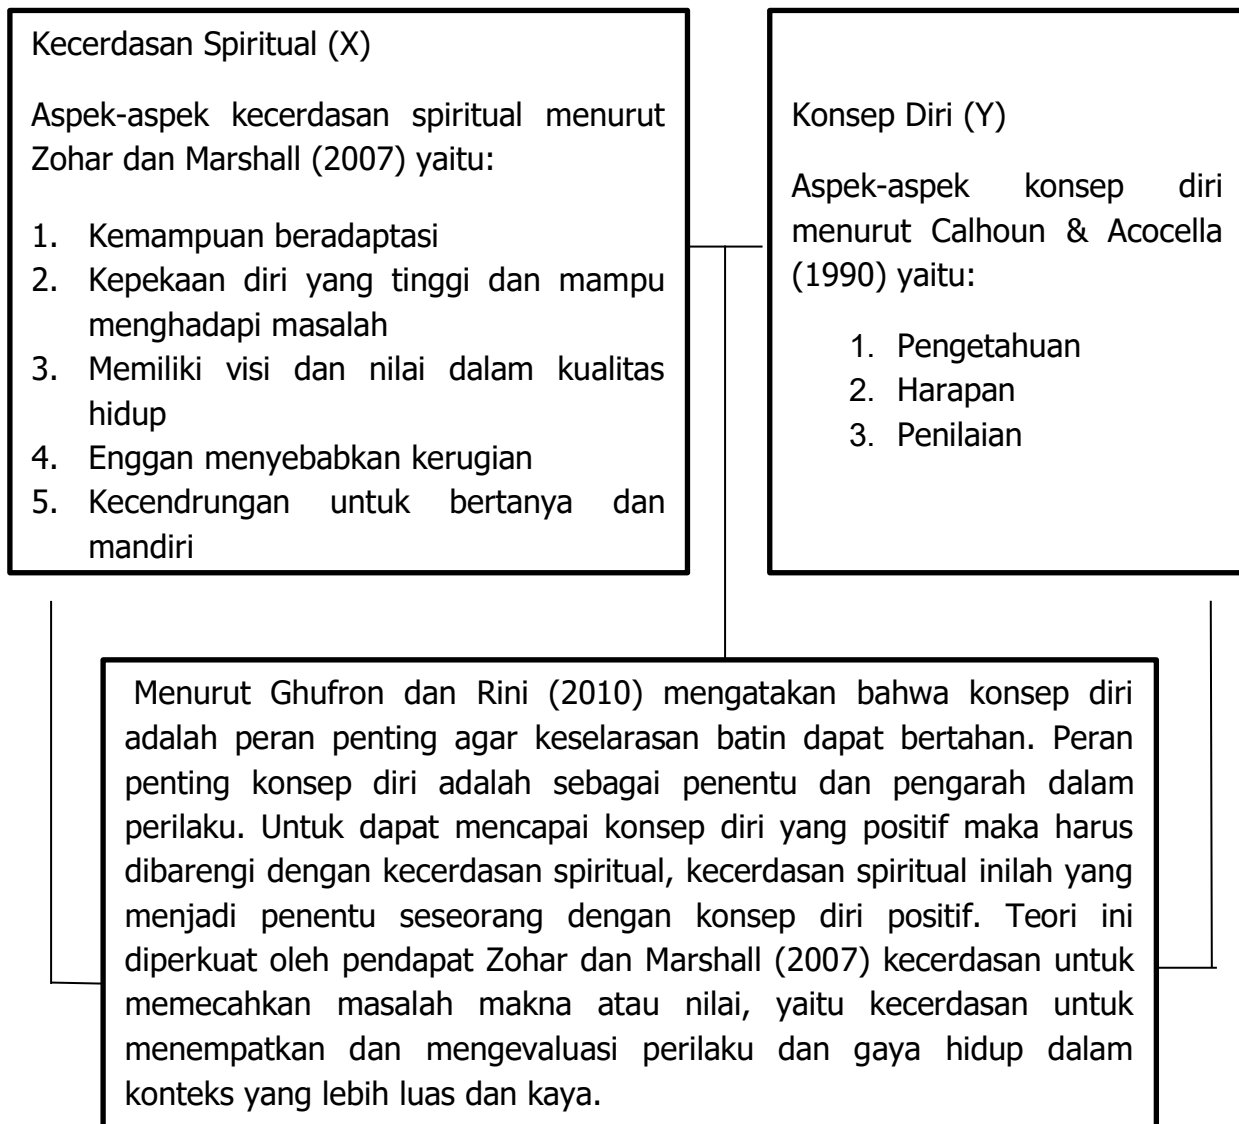 Kecerdasan Spiritual (X)
Aspek-aspek kecerdasan spiritual menurut
Zohar dan Marshall (2007) yaitu:
1. Kemampuan beradaptasi
2. Kepekaan diri yang tinggi dan mampu
menghadapi masalah
3. Memiliki visi dan nilai dalam kualitas
hidup
4. Enggan menyebabkan kerugian
5. Kecendrungan untuk bertanya dan
mandiri
Konsep Diri (Y)
Aspek-aspek konsep diri
menurut Calhoun & Acocella
(1990) yaitu:
1. Pengetahuan
2. Harapan
3. Penilaian
Menurut Ghufron dan Rini (2010) mengatakan bahwa konsep diri
adalah peran penting agar keselarasan batin dapat bertahan. Peran
penting konsep diri adalah sebagai penentu dan pengarah dalam
perilaku. Untuk dapat mencapai konsep diri yang positif maka harus
dibarengi dengan kecerdasan spiritual, kecerdasan spiritual inilah yang
menjadi penentu seseorang dengan konsep diri positif. Teori ini
diperkuat oleh pendapat Zohar dan Marshall (2007) kecerdasan untuk
memecahkan masalah makna atau nilai, yaitu kecerdasan untuk
menempatkan dan mengevaluasi perilaku dan gaya hidup dalam
konteks yang lebih luas dan kaya.